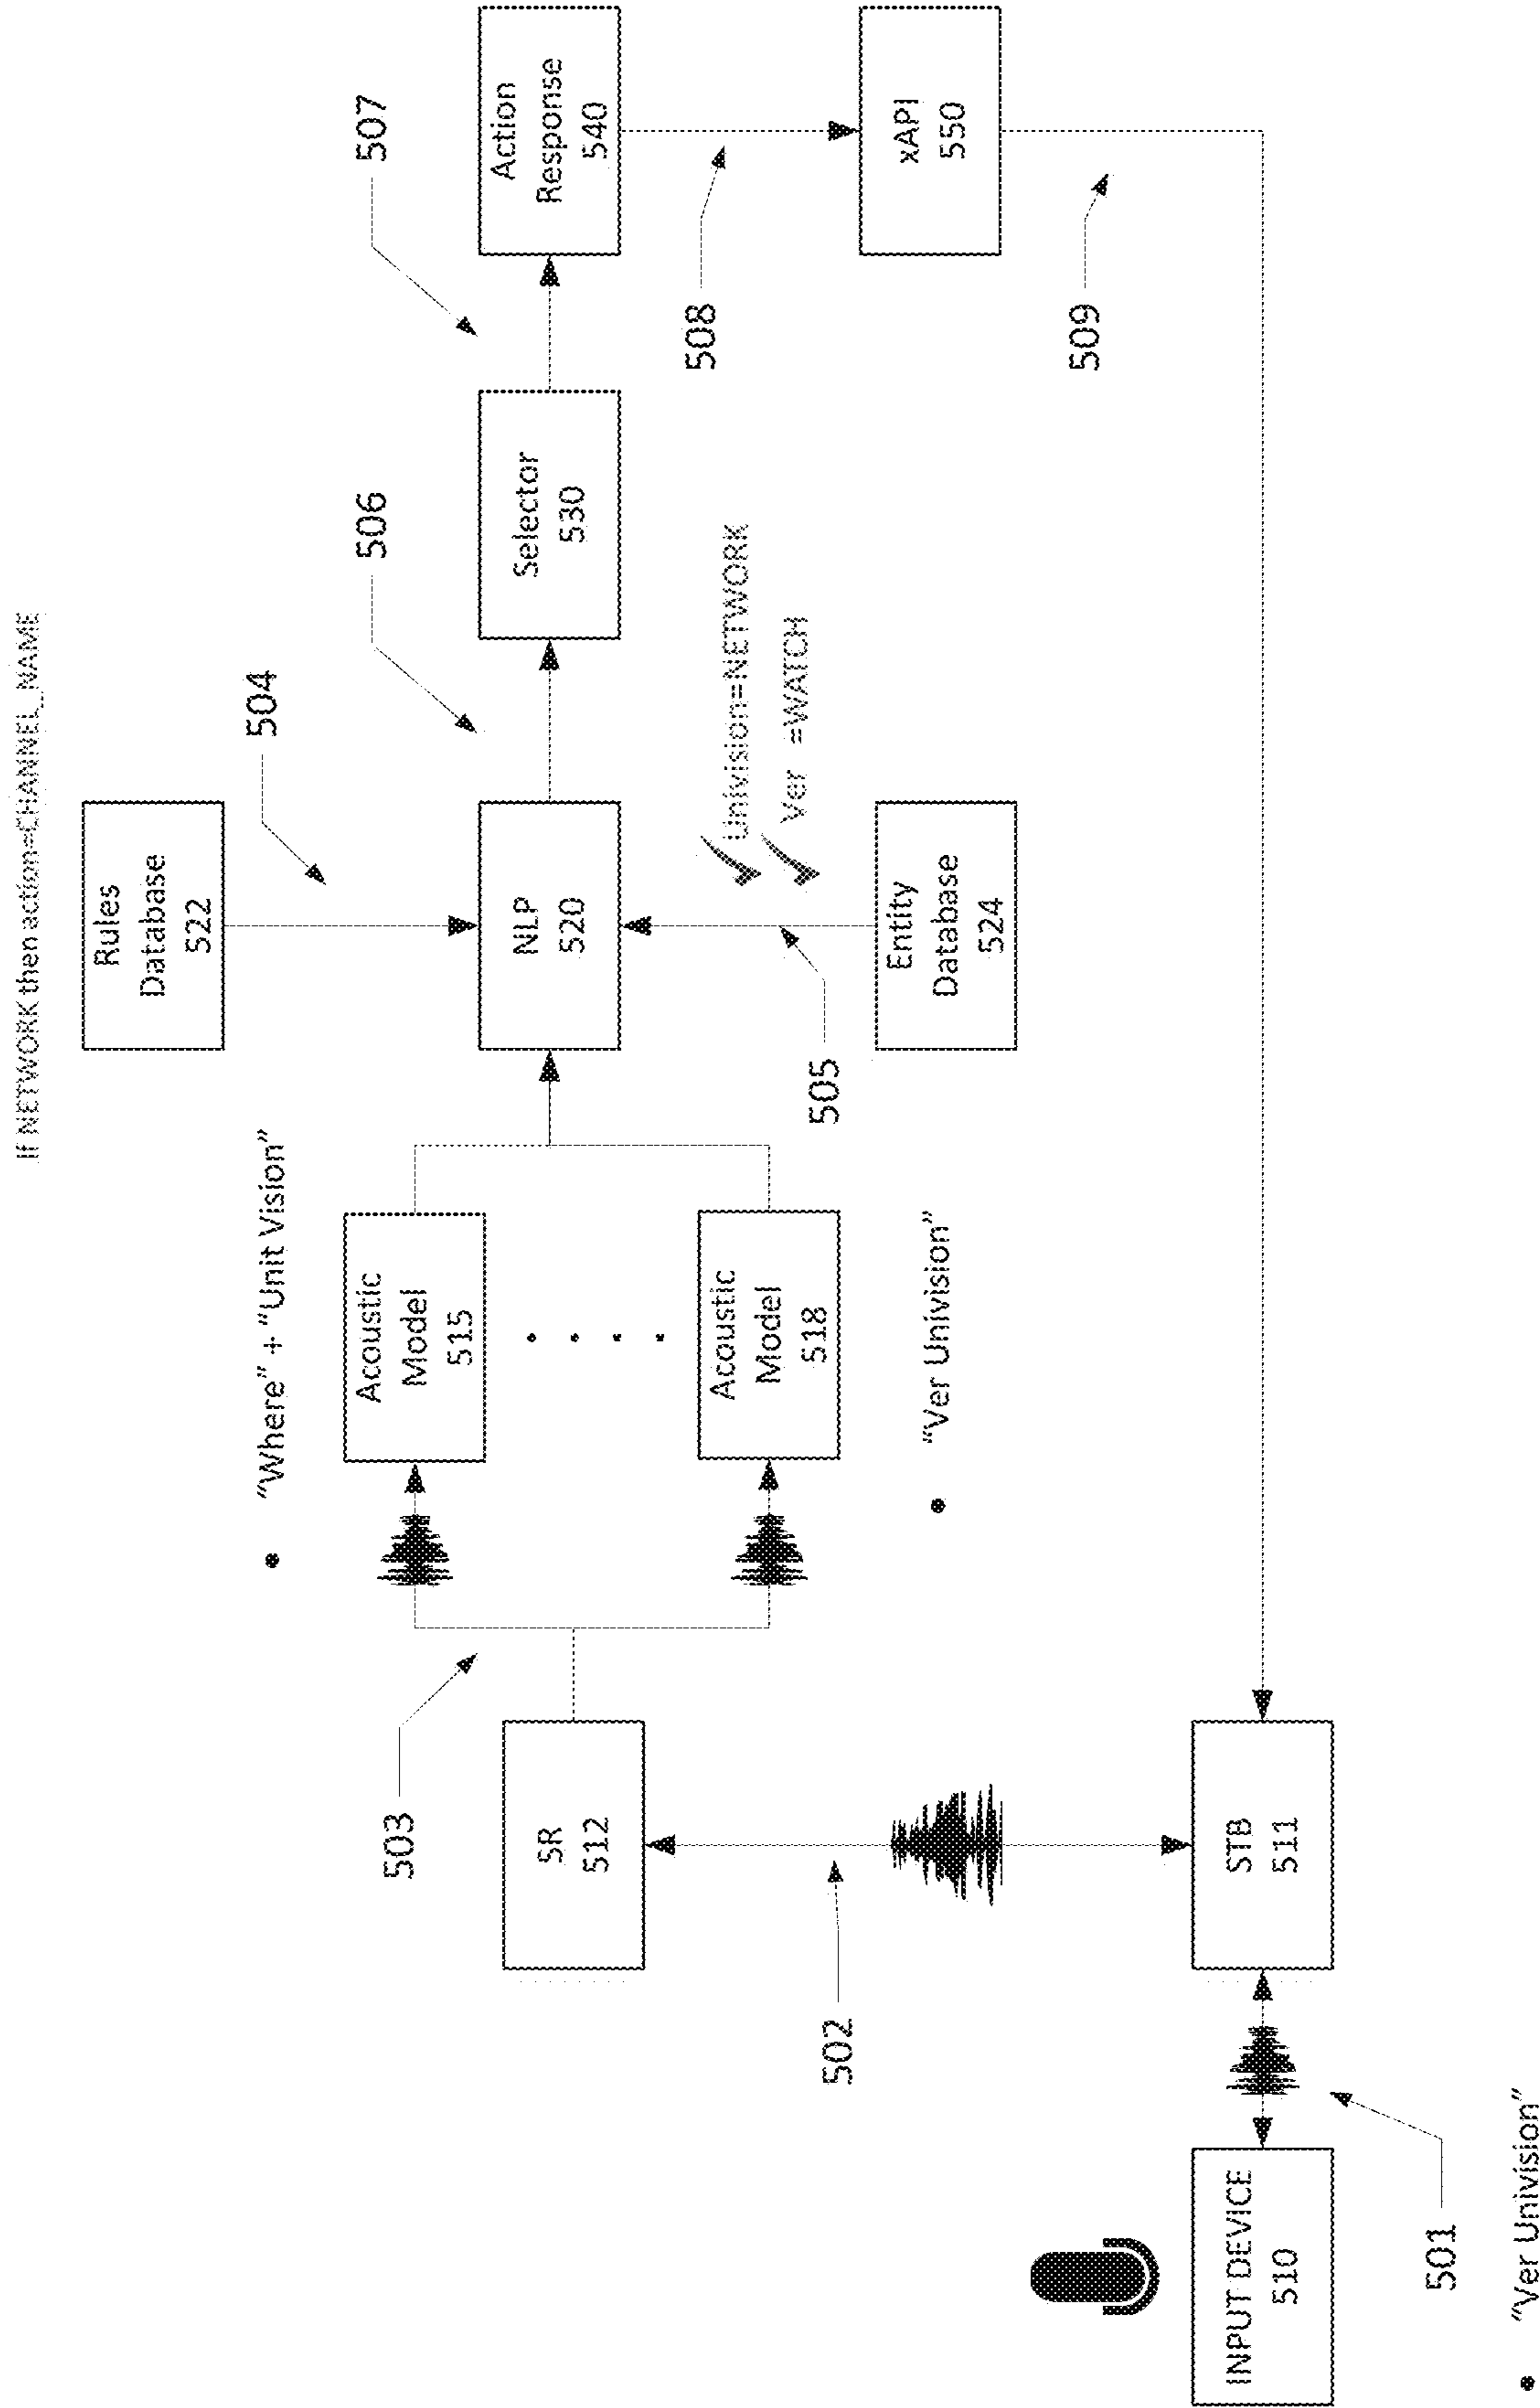 If NETWORK then action=CHANNEL_NAME
Rules
Database
522
504
506
507
• "Where" + "Unit Vision"
503
Acoustic
Model
515
SR
512
NLP
520
Selector
530
Action
Response
540
Acoustic
Model
518
Univision=NETWORK
Ver =WATCH
508
502
505
• "Ver Univision"
Entity
Database
524
xAPI
550
509
INPUT DEVICE
510
STB
511
501
• "Ver Univision"